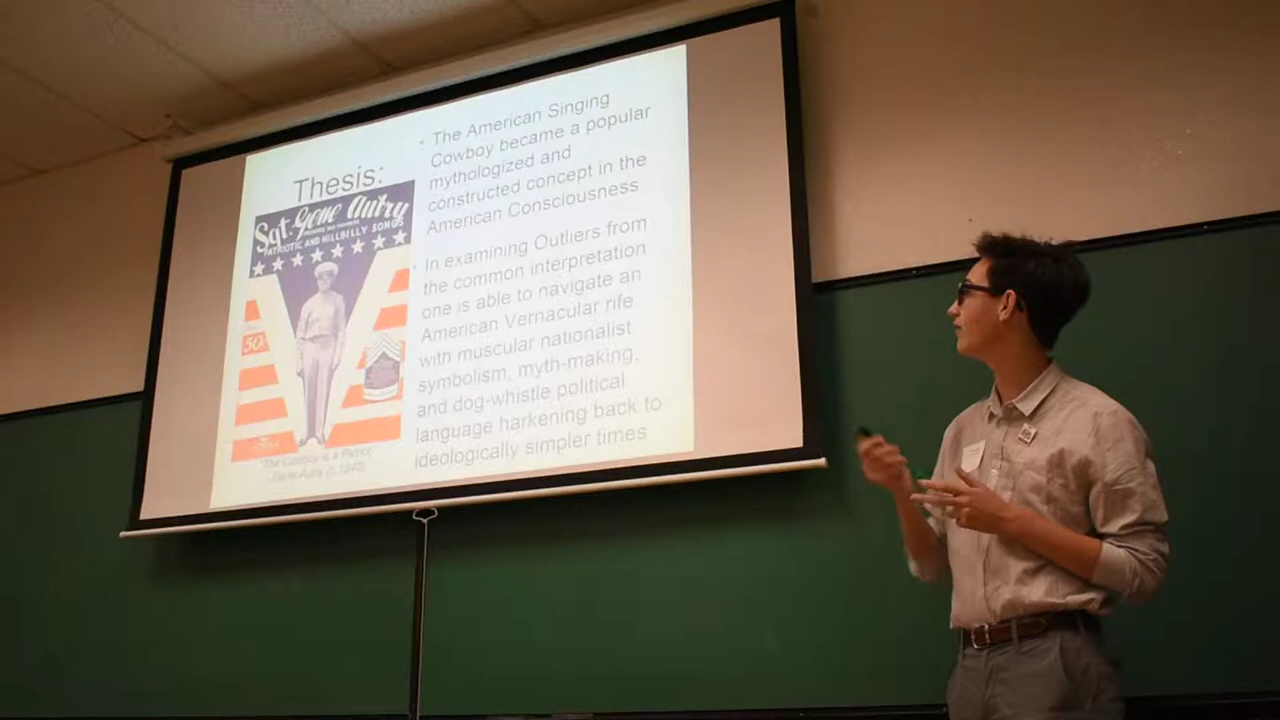 Thesis:
Sgt. Gene Autry
PATRIOTIC AND HILLBILLY SONGS
50
The Cowboy is a Patriot
• The American Singing
Cowboy became a popular
mythologized and
constructed concept in the
American Consciousness
• In examining Outliers from
the common interpretation
one is able to navigate an
American Vernacular rife
with muscular nationalist
symbolism, myth-making,
and dog-whistle political
language harkening back to
ideologically simpler times